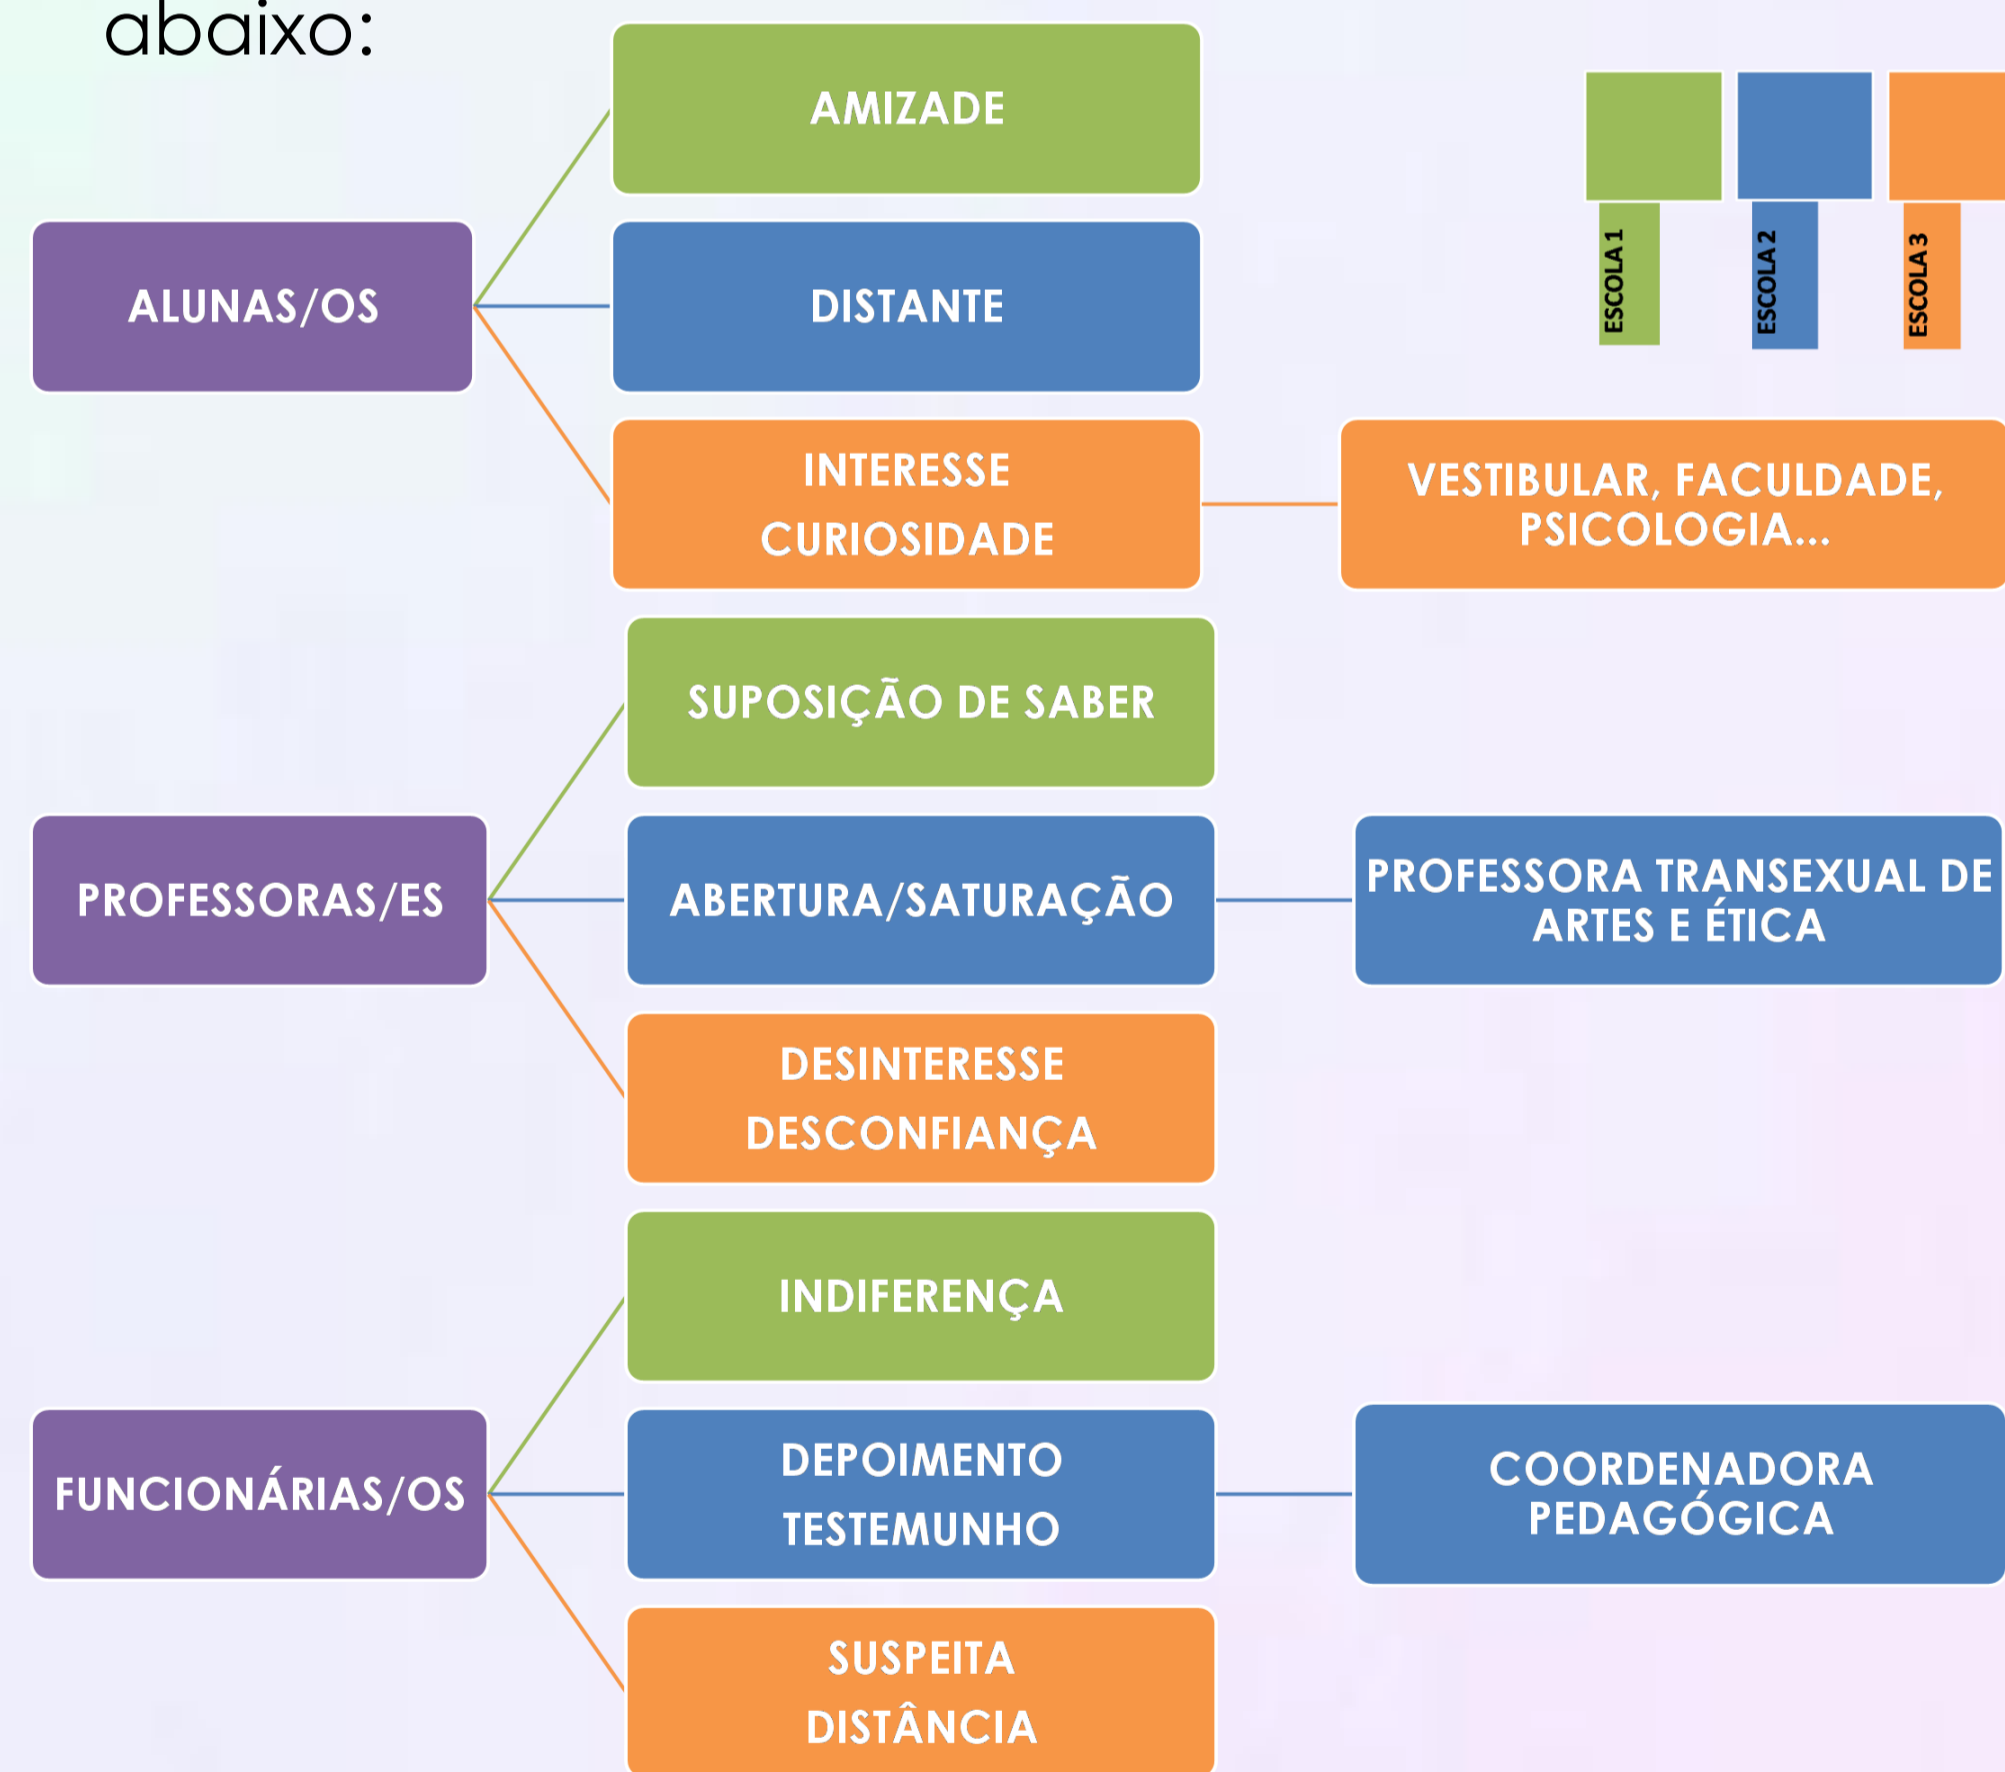 abaixo:
AMIZADE
ESCOLA 1
ESCOLA 2
ESCOLA 3
ALUNAS/OS
DISTANTE
INTERESSE
CURIOSIDADE
VESTIBULAR, FACULDADE,
PSICOLOGIA...
SUPOSIÇÃO DE SABER
PROFESSORAS/ES
ABERTURA/SATURAÇÃO
PROFESSORA TRANSEXUAL DE
ARTES E ÉTICA
DESINTERESSE
DESCONFIANÇA
INDIFERENÇA
FUNCIONÁRIAS/OS
DEPOIMENTO
TESTEMUNHO
COORDENADORA
PEDAGÓGICA
SUSPEITA
DISTÂNCIA